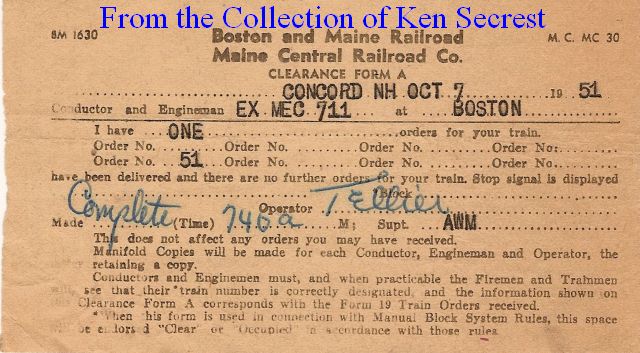 From the Collection of Ken Secrest
BM 1630 Boston and Maine Railroad M. C. MC 30
Maine Central Railroad Co.
CLEARANCE FORM A
CONCORD NH OCT 7 19 51
Conductor and Engineman EX MEC 711 at BOSTON
I have ONE orders for your train.
Order No. Order No. Order No. Order No.
Order No. 51 Order No. Order No. Order No.
have been delivered and there are no further orders for your train. Stop signal is displayed
*Block
Operator Tellier
Made Complete (Time) 740 a M; Supt. AWM
This does not affect any orders you may have received.
Manifold Copies will be made for each Conductor, Engineman and Operator, the
retaining a copy.
Conductors and Enginemen must, and when practicable the Firemen and Trainmen
see that their train number is correctly designated, and the information shown on
Clearance Form A corresponds with the Form 19 Train Orders received.
*When this form is used in connection with Manual Block System Rules, this space
be endorsed "Clear" or "Occupied" in accordance with those rules